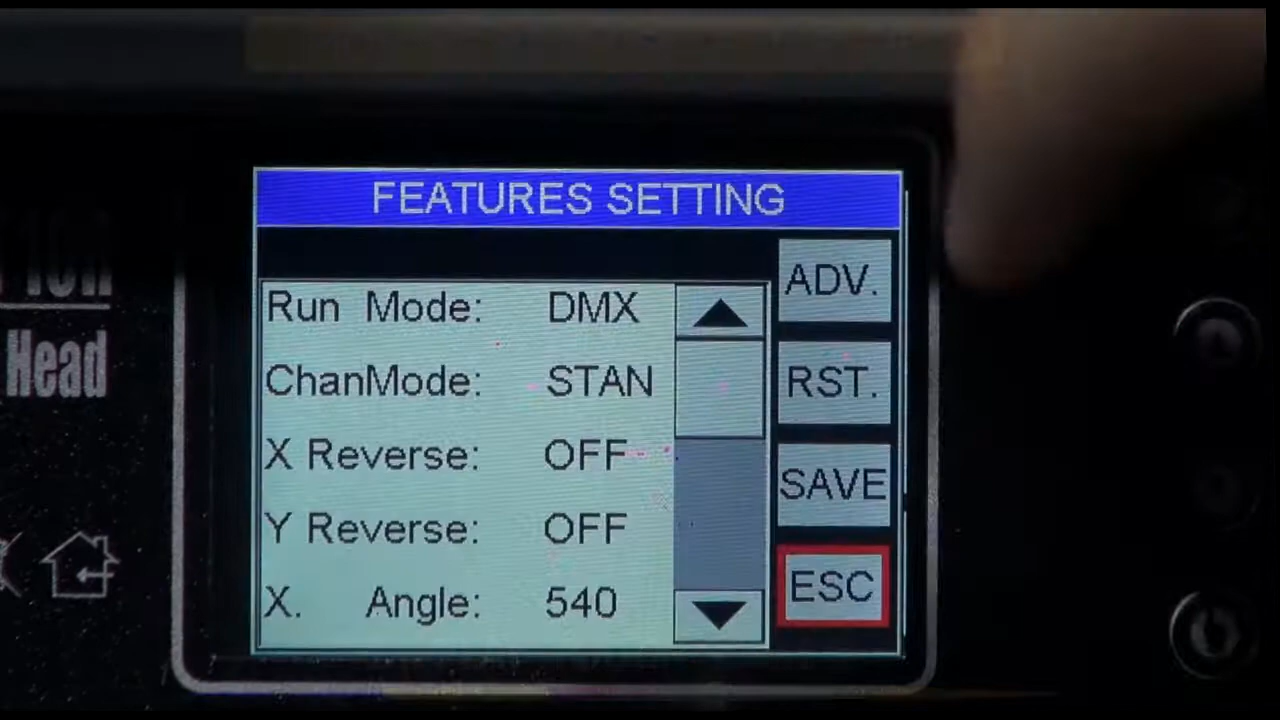 FEATURES SETTING
Run Mode: DMX
ChanMode: STAN
X Reverse: OFF
Y Reverse: OFF
X. Angle: 540
ADV.
RST.
SAVE
ESC
Head